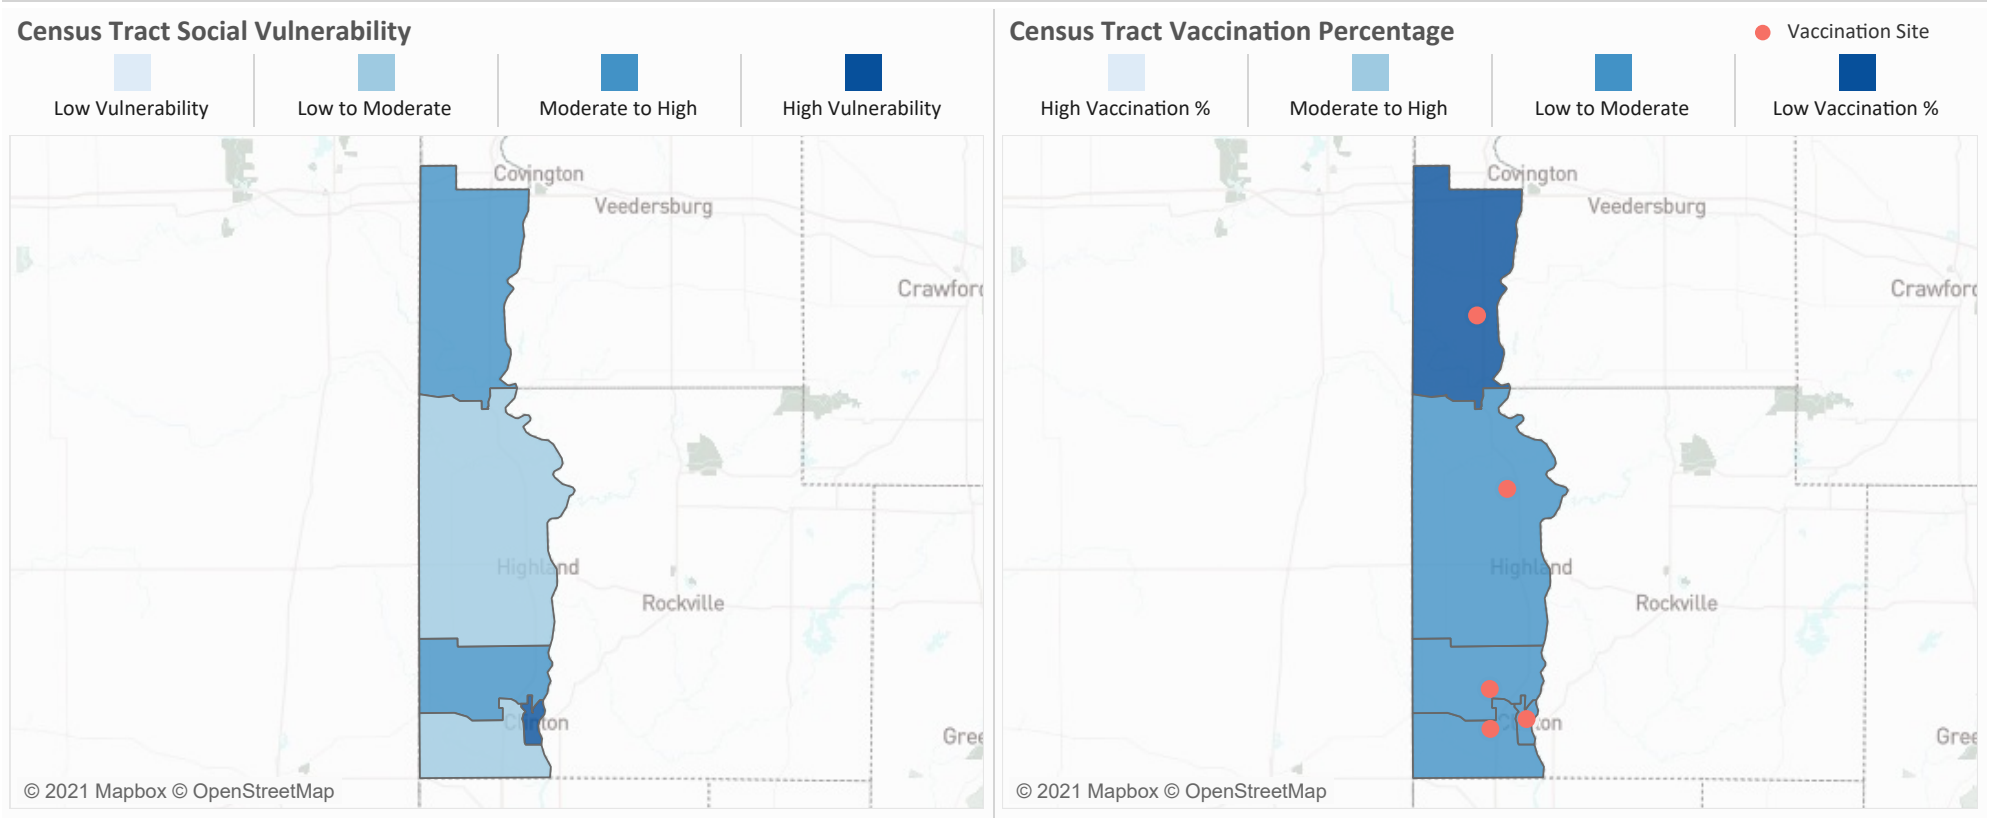 Census Tract Social Vulnerability
Low Vulnerability
Low to Moderate
Moderate to High
High Vulnerability
Covington
Veedersburg
Crawford
Highland
Rockville
Clinton
Gree
© 2021 Mapbox © OpenStreetMap
Census Tract Vaccination Percentage
Vaccination Site
High Vaccination %
Moderate to High
Low to Moderate
Low Vaccination %
Covington
Veedersburg
Crawford
Highland
Rockville
Clinton
Gree
© 2021 Mapbox © OpenStreetMap